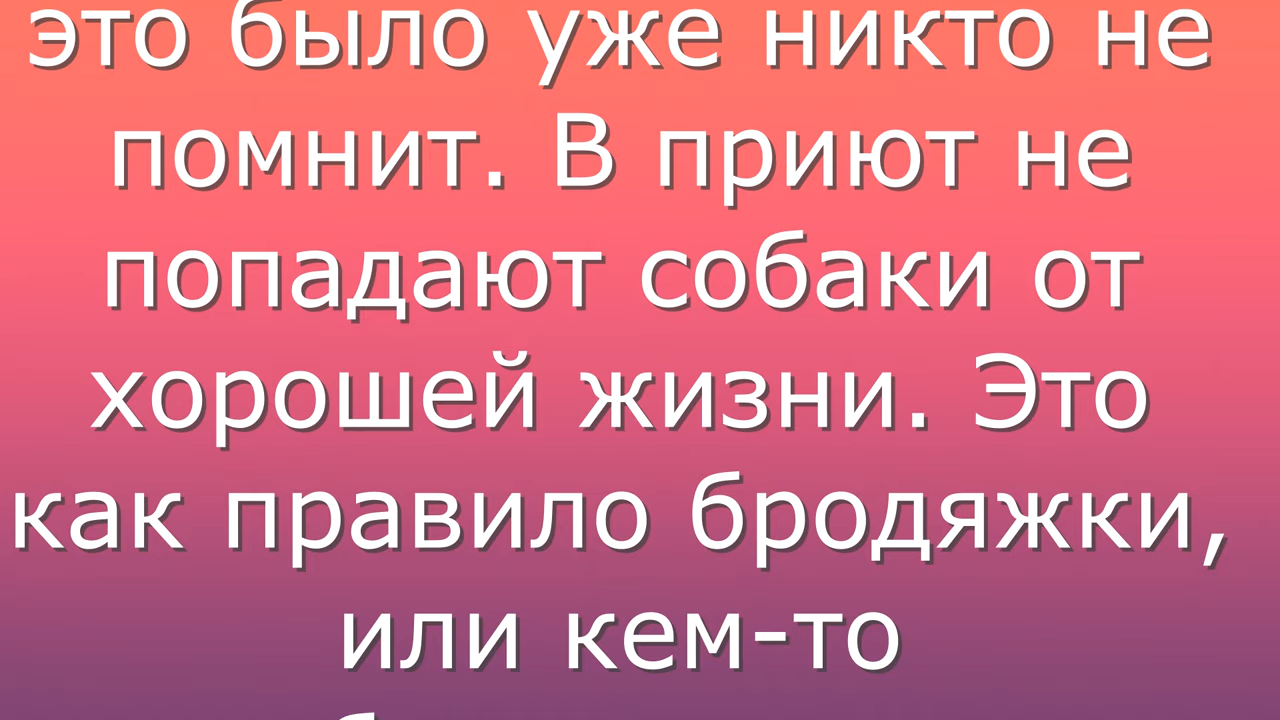 это было уже никто не
помнит. В приют не
попадают собаки от
хорошей жизни. Это
как правило бродяжки,
или кем-то